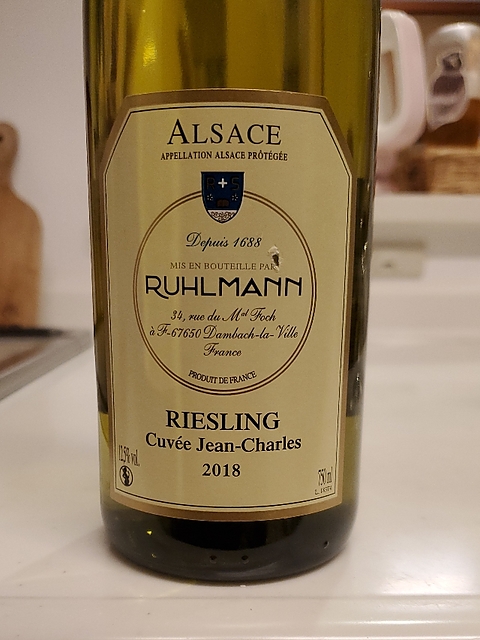 ALSACE
APPELLATION ALSACE PRÔTÉGÉE
R S
Depuis 1688
MIS EN BOUTEILLE PAR
RUHLMANN
34, rue du Mal Foch
à F-67650 Dambach-la-Ville
France
PRODUIT DE FRANCE
RIESLING
Cuvée Jean-Charles
2018
12,5% vol.
750 ml